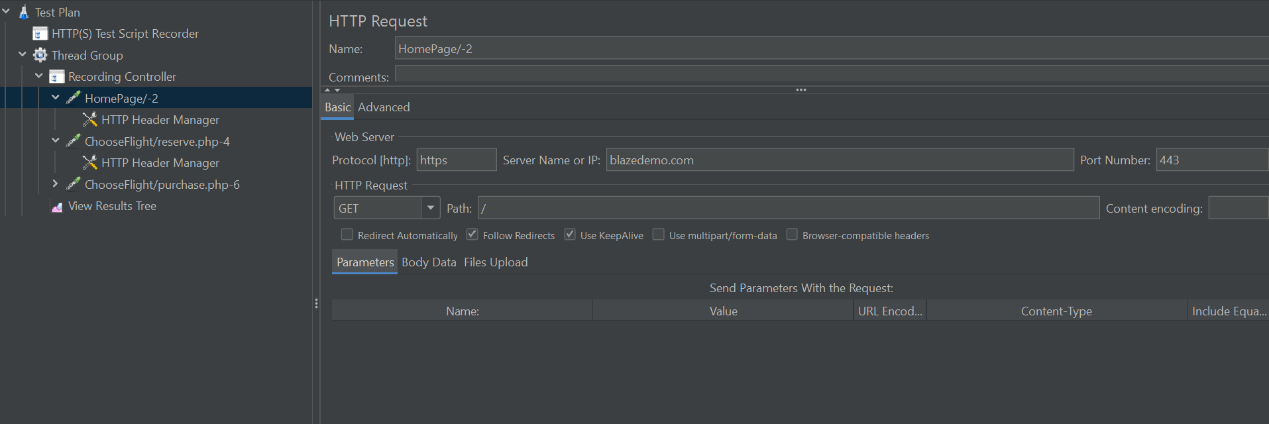 Test Plan
HTTP(S) Test Script Recorder
Thread Group
Recording Controller
HomePage/-2
HTTP Header Manager
ChooseFlight/reserve.php-4
HTTP Header Manager
ChooseFlight/purchase.php-6
View Results Tree
HTTP Request
Name: HomePage/-2
Comments:
Basic Advanced
Web Server
Protocol [http]: https Server Name or IP: blazedemo.com Port Number: 443
HTTP Request
GET Path: / Content encoding:
Redirect Automatically Follow Redirects Use KeepAlive Use multipart/form-data Browser-compatible headers
Parameters Body Data Files Upload
Send Parameters With the Request:
Name: Value URL Encod... Content-Type Include Equa...